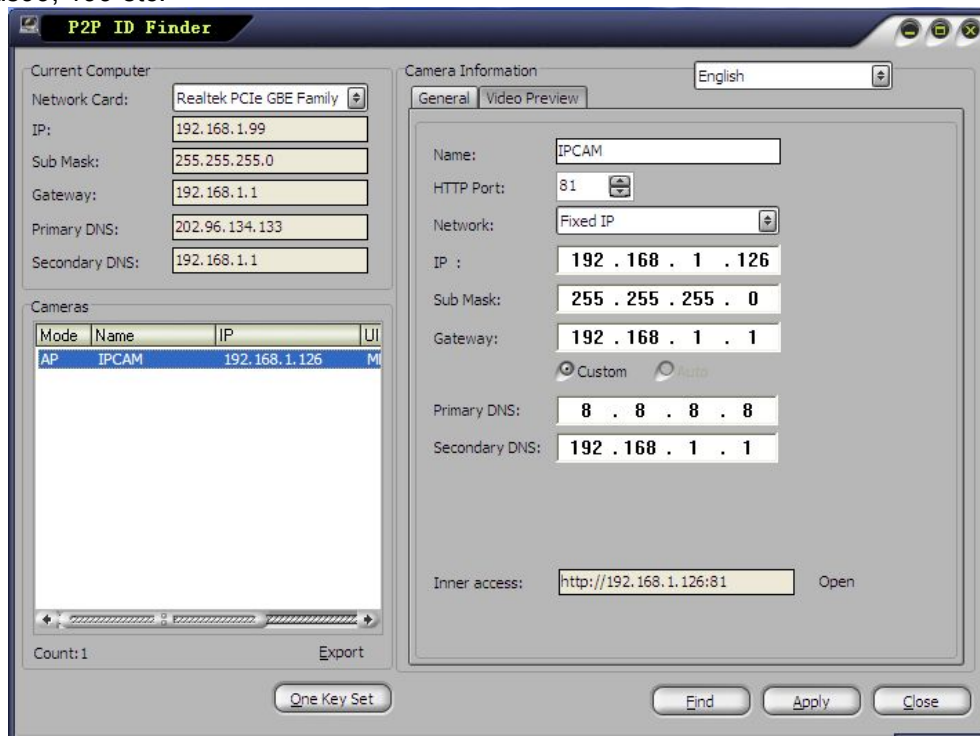 P2P ID Finder
Current Computer
Network Card: Realtek PCIe GBE Family
IP: 192.168.1.99
Sub Mask: 255.255.255.0
Gateway: 192.168.1.1
Primary DNS: 202.96.134.133
Secondary DNS: 192.168.1.1
Cameras
Mode Name IP UI
AP IPCAM 192.168.1.126
Count:1 Export
One Key Set
Camera Information English
General Video Preview
Name: IPCAM
HTTP Port: 81
Network: Fixed IP
IP : 192 . 168 . 1 . 126
Sub Mask: 255 . 255 . 255 . 0
Gateway: 192 . 168 . 1 . 1
Custom Auto
Primary DNS: 8 . 8 . 8 . 8
Secondary DNS: 192 . 168 . 1 . 1
Inner access: http://192.168.1.126:81 Open
Find Apply Close